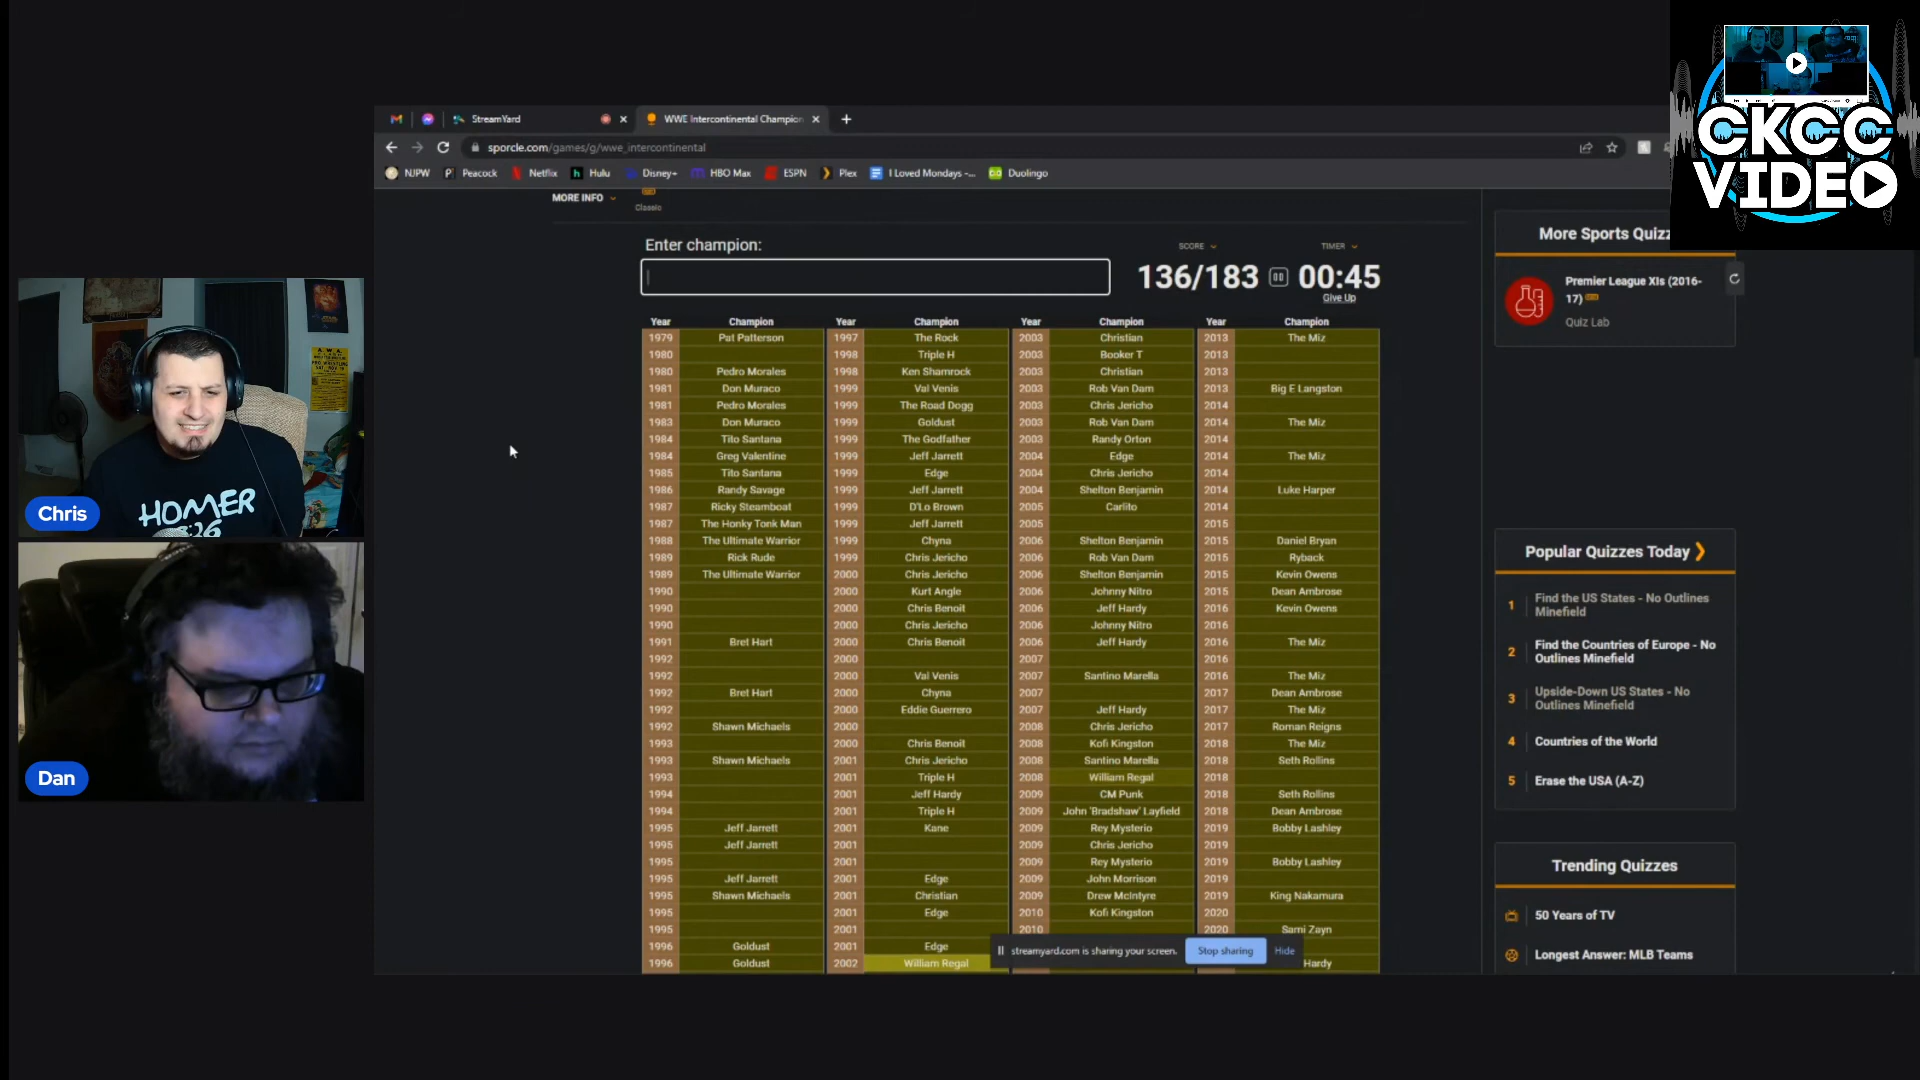 CKCC
VIDEO
StreamYard
WWE Intercontinental Champion
sporcle.com/games/g/wwe_intercontinental
NJPW Peacock Netflix Hulu Disney+ HBO Max ESPN Plex I Loved Mondays -... Duolingo
MORE INFO
Classic
Enter champion:
SCORE TIMER
136/183 00:45
Give Up
Year Champion Year Champion Year Champion Year Champion
1979 Pat Patterson 1997 The Rock 2003 Christian 2013 The Miz
1980 1998 Triple H 2003 Booker T 2013
1980 Pedro Morales 1998 Ken Shamrock 2003 Christian 2013
1981 Don Muraco 1999 Val Venis 2003 Rob Van Dam 2013 Big E Langston
1981 Pedro Morales 1999 The Road Dogg 2003 Chris Jericho 2014
1983 Don Muraco 1999 Goldust 2003 Rob Van Dam 2014 The Miz
1984 Tito Santana 1999 The Godfather 2003 Randy Orton 2014
1984 Greg Valentine 1999 Jeff Jarrett 2004 Edge 2014 The Miz
1985 Tito Santana 1999 Edge 2004 Chris Jericho 2014
1986 Randy Savage 1999 Jeff Jarrett 2004 Shelton Benjamin 2014 Luke Harper
1987 Ricky Steamboat 1999 D'Lo Brown 2005 Carlito 2014
1987 The Honky Tonk Man 1999 Jeff Jarrett 2005 2015
1988 The Ultimate Warrior 1999 Chyna 2006 Shelton Benjamin 2015 Daniel Bryan
1989 Rick Rude 1999 Chris Jericho 2006 Rob Van Dam 2015 Ryback
1989 The Ultimate Warrior 2000 Chris Jericho 2006 Shelton Benjamin 2015 Kevin Owens
1990 2000 Kurt Angle 2006 Johnny Nitro 2015 Dean Ambrose
1990 2000 Chris Benoit 2006 Jeff Hardy 2016 Kevin Owens
1990 2000 Chris Jericho 2006 Johnny Nitro 2016
1991 Bret Hart 2000 Chris Benoit 2006 Jeff Hardy 2016 The Miz
1992 2000 2007 2016
1992 2000 Val Venis 2007 Santino Marella 2016 The Miz
1992 Bret Hart 2000 Chyna 2007 2017 Dean Ambrose
1992 2000 Eddie Guerrero 2007 Jeff Hardy 2017 The Miz
1992 Shawn Michaels 2000 2008 Chris Jericho 2017 Roman Reigns
1993 2000 Chris Benoit 2008 Kofi Kingston 2018 The Miz
1993 Shawn Michaels 2001 Chris Jericho 2008 Santino Marella 2018 Seth Rollins
1993 2001 Triple H 2008 William Regal 2018
1994 2001 Jeff Hardy 2009 CM Punk 2018 Seth Rollins
1994 2001 Triple H 2009 John 'Bradshaw' Layfield 2018 Dean Ambrose
1995 Jeff Jarrett 2001 Kane 2009 Rey Mysterio 2019 Bobby Lashley
1995 Jeff Jarrett 2001 2009 Chris Jericho 2019
1995 2001 2009 Rey Mysterio 2019 Bobby Lashley
1995 Jeff Jarrett 2001 Edge 2009 John Morrison 2019
1995 Shawn Michaels 2001 Christian 2009 Drew McIntyre 2019 King Nakamura
1995 2001 Edge 2010 Kofi Kingston 2020
1995 2001 2010 2020 Sami Zayn
1996 Goldust 2001 Edge
1996 Goldust 2002 William Regal Hardy
streamyard.com is sharing your screen. Stop sharing Hide
More Sports Quizz
Premier League XIs (2016-
17)
Quiz Lab
Popular Quizzes Today
1 Find the US States - No Outlines
Minefield
2 Find the Countries of Europe - No
Outlines Minefield
3 Upside-Down US States - No
Outlines Minefield
4 Countries of the World
5 Erase the USA (A-Z)
Trending Quizzes
50 Years of TV
Longest Answer: MLB Teams
HOMER
Chris
Dan